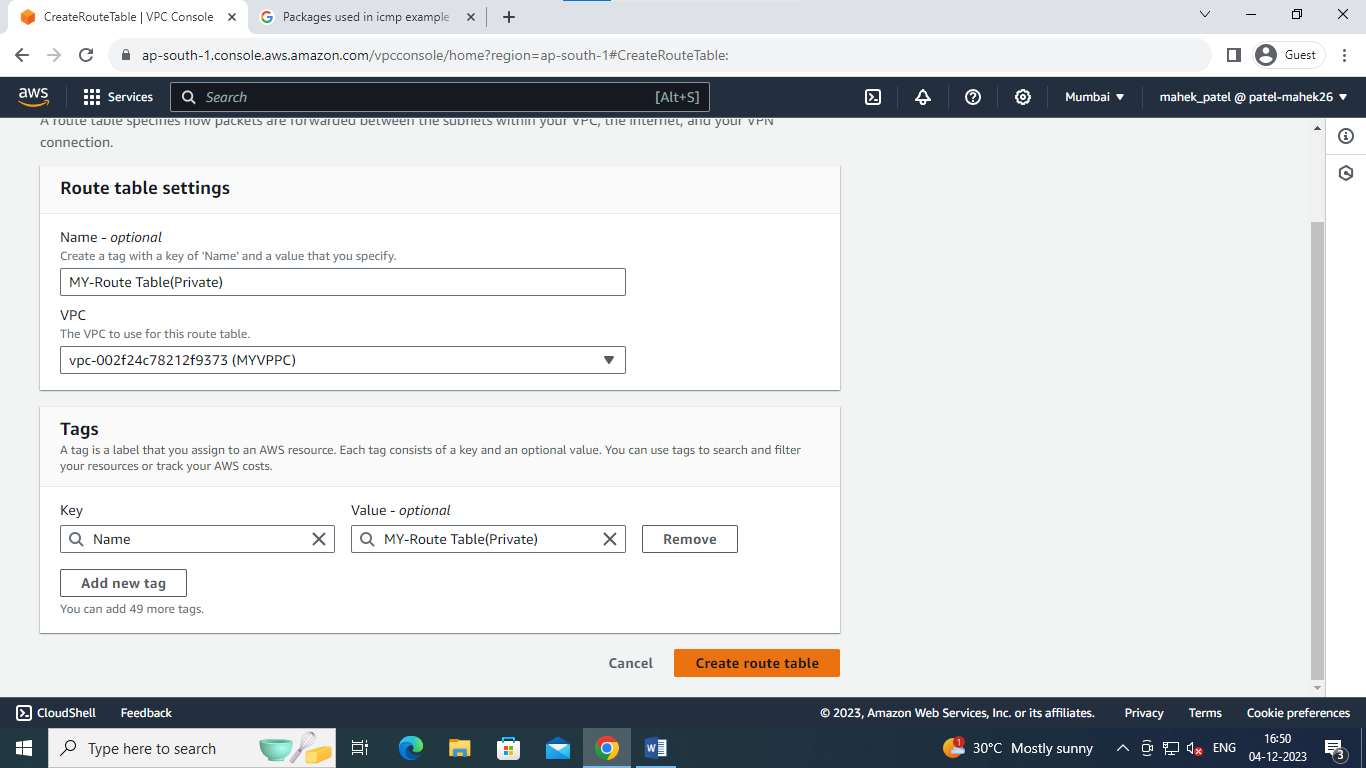 CreateRouteTable | VPC Console
Packages used in icmp example
ap-south-1.console.aws.amazon.com/vpcconsole/home?region=ap-south-1#CreateRouteTable:
Guest
aws
Services
Search
[Alt+S]
Mumbai
mahek_patel @ patel-mahek26
A route table specifies how packets are forwarded between the subnets within your VPC, the internet, and your VPN
connection.
Route table settings
Name - optional
Create a tag with a key of 'Name' and a value that you specify.
MY-Route Table(Private)
VPC
The VPC to use for this route table.
vpc-002f24c78212f9373 (MYVPPC)
Tags
A tag is a label that you assign to an AWS resource. Each tag consists of a key and an optional value. You can use tags to search and filter
your resources or track your AWS costs.
Key
Value - optional
Name
MY-Route Table(Private)
Remove
Add new tag
You can add 49 more tags.
Cancel
Create route table
CloudShell
Feedback
© 2023, Amazon Web Services, Inc. or its affiliates.
Privacy
Terms
Cookie preferences
Type here to search
1
30°C Mostly sunny
ENG
16:50
04-12-2023
3